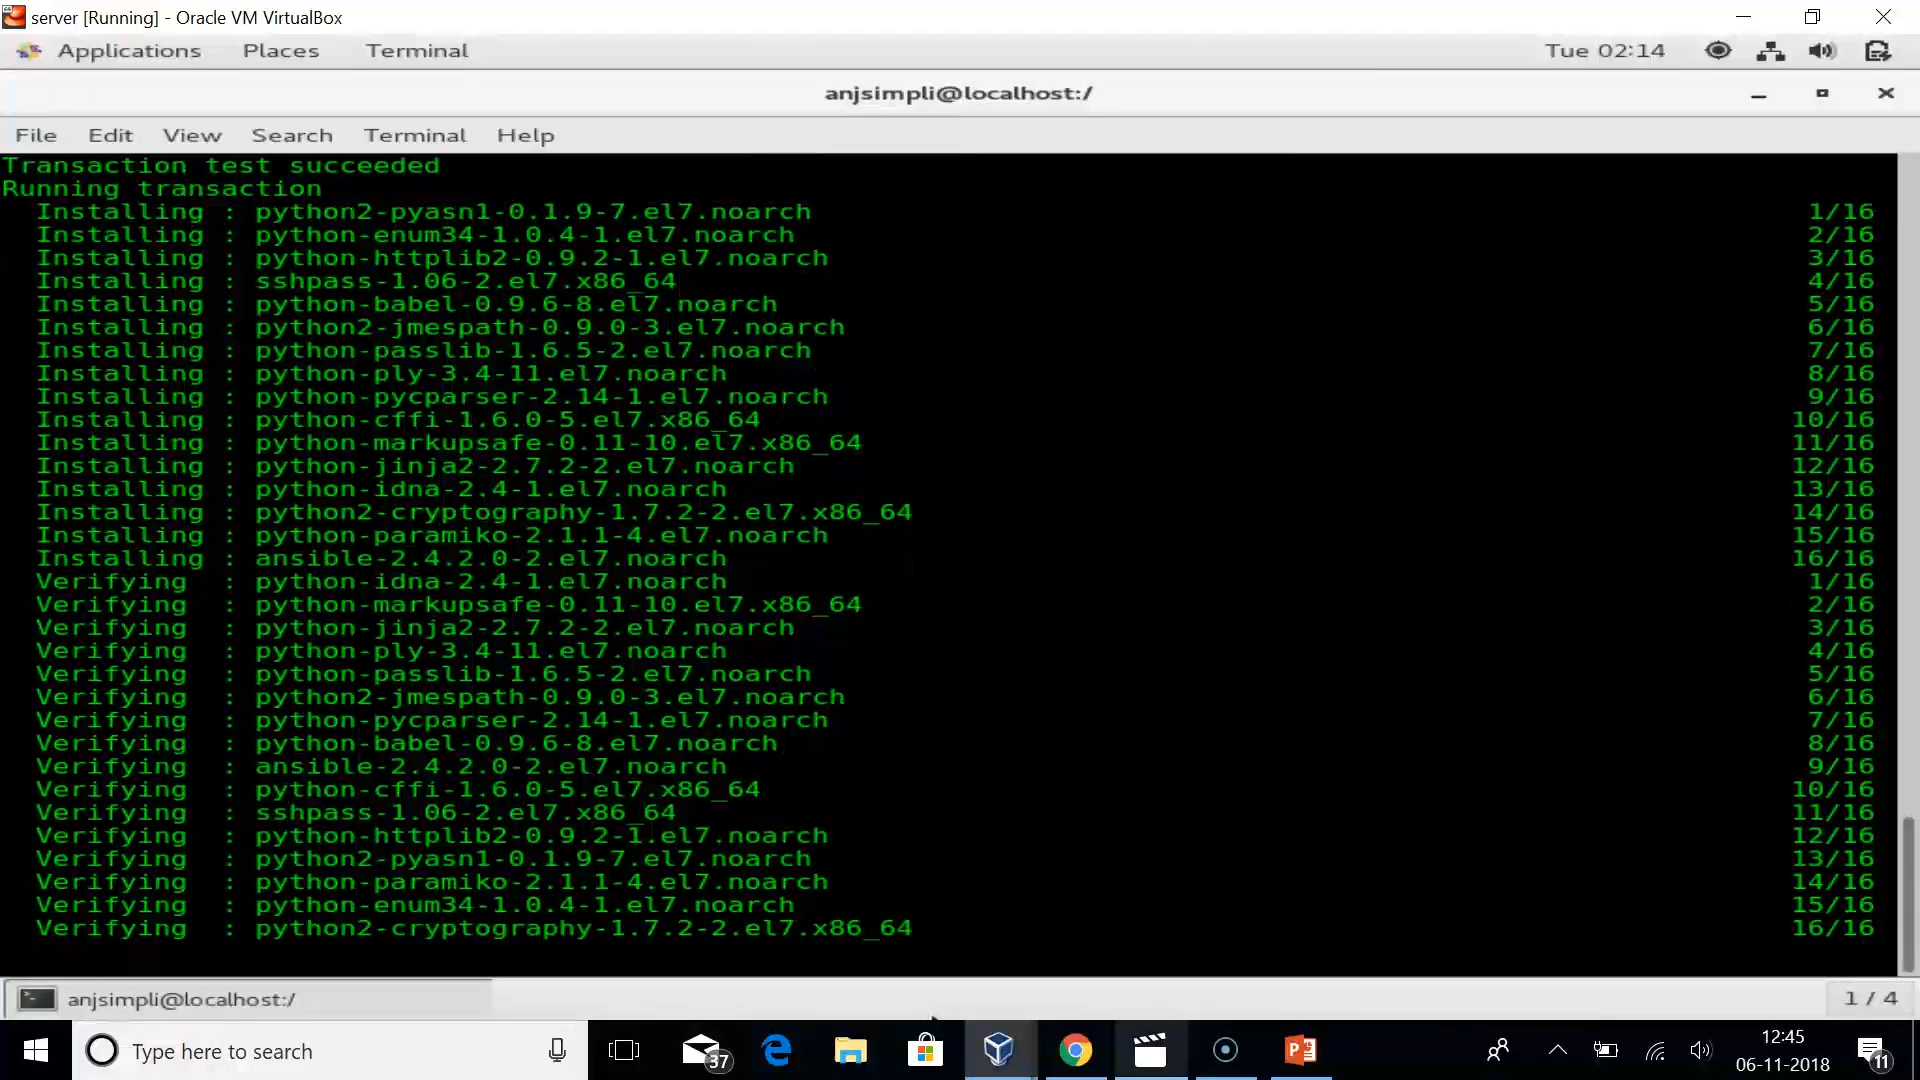 server [Running] - Oracle VM VirtualBox
Applications Places Terminal Tue 02:14
anjsimpli@localhost:/
File Edit View Search Terminal Help
Transaction test succeeded
Running transaction
Installing : python2-pyasn1-0.1.9-7.el7.noarch 1/16
Installing : python-enum34-1.0.4-1.el7.noarch 2/16
Installing : python-httplib2-0.9.2-1.el7.noarch 3/16
Installing : sshpass-1.06-2.el7.x86_64 4/16
Installing : python-babel-0.9.6-8.el7.noarch 5/16
Installing : python2-jmespath-0.9.0-3.el7.noarch 6/16
Installing : python-passlib-1.6.5-2.el7.noarch 7/16
Installing : python-ply-3.4-11.el7.noarch 8/16
Installing : python-pycparser-2.14-1.el7.noarch 9/16
Installing : python-cffi-1.6.0-5.el7.x86_64 10/16
Installing : python-markupsafe-0.11-10.el7.x86_64 11/16
Installing : python-jinja2-2.7.2-2.el7.noarch 12/16
Installing : python-idna-2.4-1.el7.noarch 13/16
Installing : python2-cryptography-1.7.2-2.el7.x86_64 14/16
Installing : python-paramiko-2.1.1-4.el7.noarch 15/16
Installing : ansible-2.4.2.0-2.el7.noarch 16/16
Verifying : python-idna-2.4-1.el7.noarch 1/16
Verifying : python-markupsafe-0.11-10.el7.x86_64 2/16
Verifying : python-jinja2-2.7.2-2.el7.noarch 3/16
Verifying : python-ply-3.4-11.el7.noarch 4/16
Verifying : python-passlib-1.6.5-2.el7.noarch 5/16
Verifying : python2-jmespath-0.9.0-3.el7.noarch 6/16
Verifying : python-pycparser-2.14-1.el7.noarch 7/16
Verifying : python-babel-0.9.6-8.el7.noarch 8/16
Verifying : ansible-2.4.2.0-2.el7.noarch 9/16
Verifying : python-cffi-1.6.0-5.el7.x86_64 10/16
Verifying : sshpass-1.06-2.el7.x86_64 11/16
Verifying : python-httplib2-0.9.2-1.el7.noarch 12/16
Verifying : python2-pyasn1-0.1.9-7.el7.noarch 13/16
Verifying : python-paramiko-2.1.1-4.el7.noarch 14/16
Verifying : python-enum34-1.0.4-1.el7.noarch 15/16
Verifying : python2-cryptography-1.7.2-2.el7.x86_64 16/16
anjsimpli@localhost:/ 1 / 4
Type here to search 37 12:45
06-11-2018 11